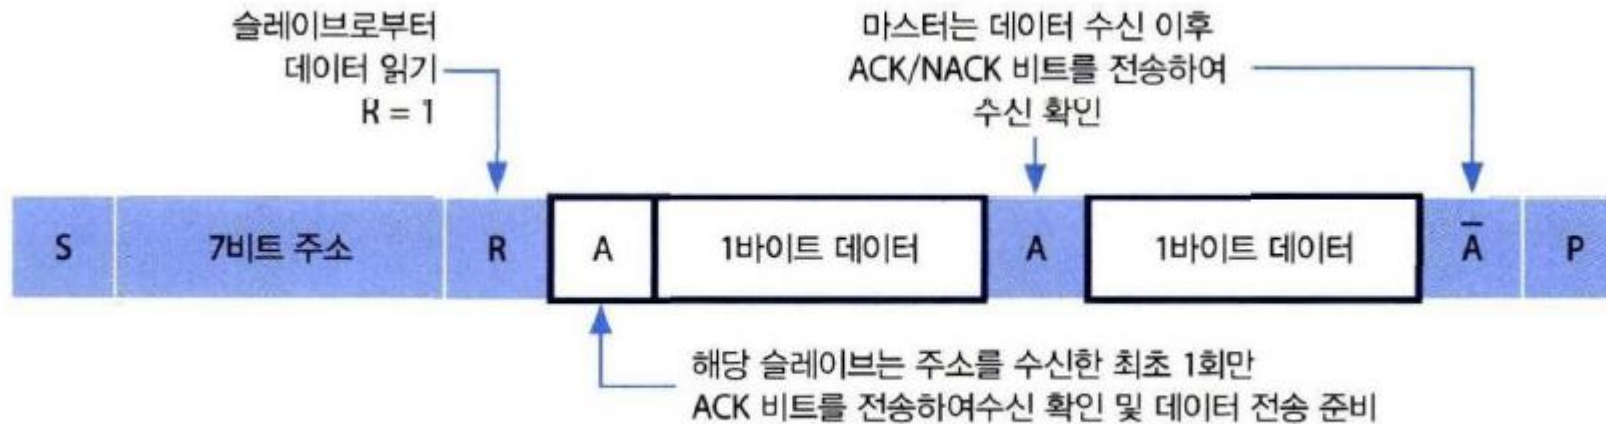 슬레이브로부터
데이터 읽기
R = 1
마스터는 데이터 수신 이후
ACK/NACK 비트를 전송하여
수신 확인
S 7비트 주소 R A 1바이트 데이터 A 1바이트 데이터 A̅ P
해당 슬레이브는 주소를 수신한 최초 1회만
ACK 비트를 전송하여수신 확인 및 데이터 전송 준비